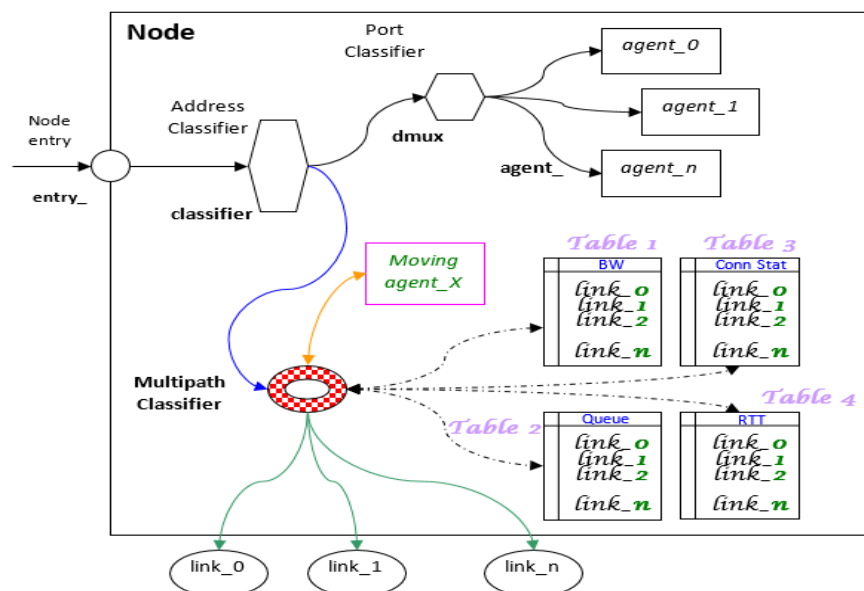 Node
Port
Classifier
agent_0
Address
Classifier
Node
entry
agent_1
dmux
agent_
agent_n
entry_
classifier
Moving
agent_X
Table 1
BW
link_0
link_1
link_2
link_n
Table 3
Conn Stat
link_0
link_1
link_2
link_n
Multipath
Classifier
Table 2
Queue
link_0
link_1
link_2
link_n
Table 4
RTT
link_0
link_1
link_2
link_n
link_0
link_1
link_n